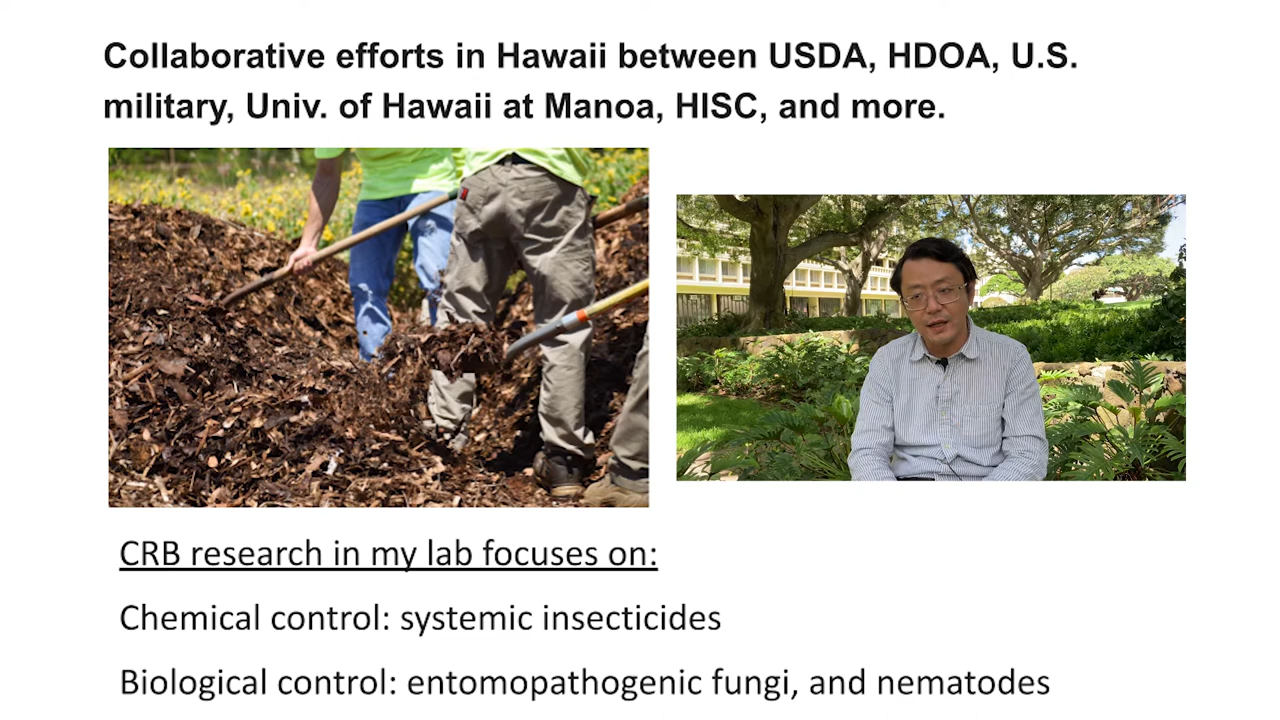 Collaborative efforts in Hawaii between USDA, HDOA, U.S.
military, Univ. of Hawaii at Manoa, HISC, and more.
CRB research in my lab focuses on:
Chemical control: systemic insecticides
Biological control: entomopathogenic fungi, and nematodes